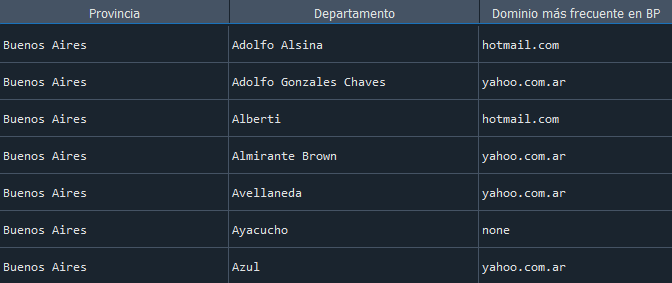 Provincia Departamento Dominio más frecuente en BP
Buenos Aires Adolfo Alsina hotmail.com
Buenos Aires Adolfo Gonzales Chaves yahoo.com.ar
Buenos Aires Alberti hotmail.com
Buenos Aires Almirante Brown yahoo.com.ar
Buenos Aires Avellaneda yahoo.com.ar
Buenos Aires Ayacucho none
Buenos Aires Azul yahoo.com.ar